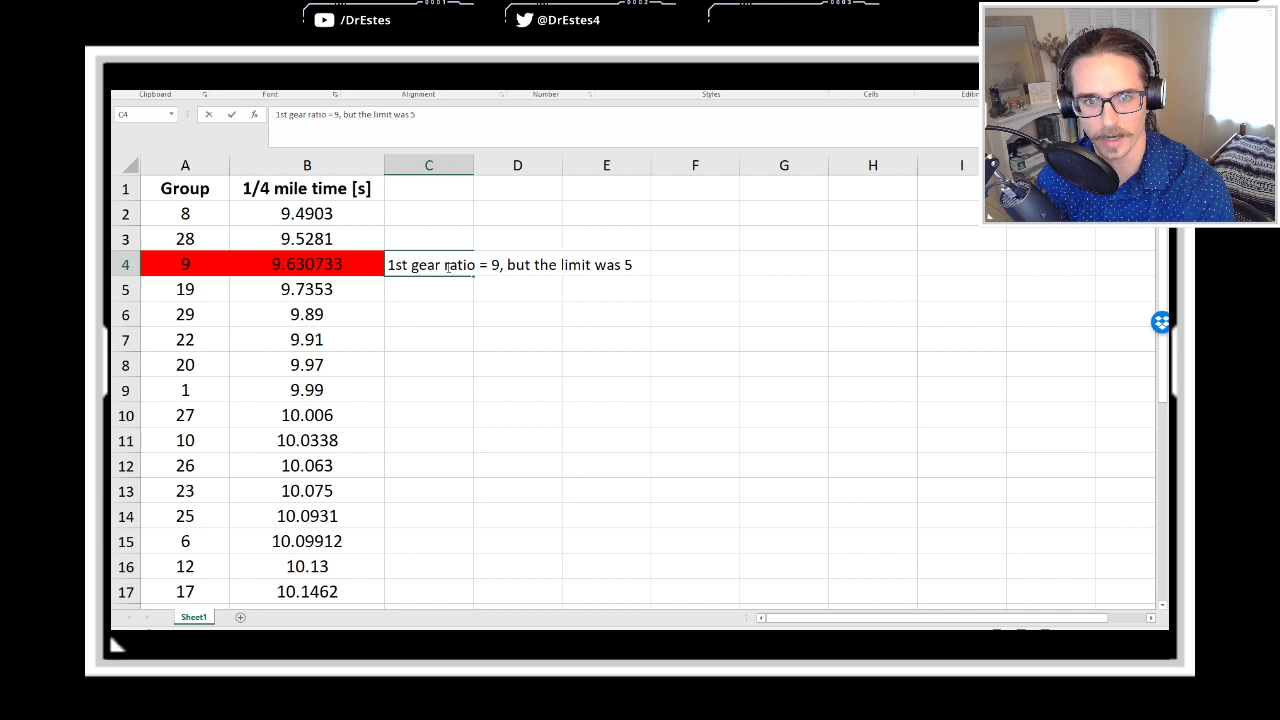 0001 0002 0003
/DrEstes @DrEstes4
Clipboard Font Alignment Number Styles Cells Editin
C4 fx 1st gear ratio = 9, but the limit was 5
A B C D E F G H I
1 Group 1/4 mile time [s]
2 8 9.4903
3 28 9.5281
4 9 9.630733 1st gear ratio = 9, but the limit was 5
5 19 9.7353
6 29 9.89
7 22 9.91
8 20 9.97
9 1 9.99
10 27 10.006
11 10 10.0338
12 26 10.063
13 23 10.075
14 25 10.0931
15 6 10.09912
16 12 10.13
17 17 10.1462
Sheet1